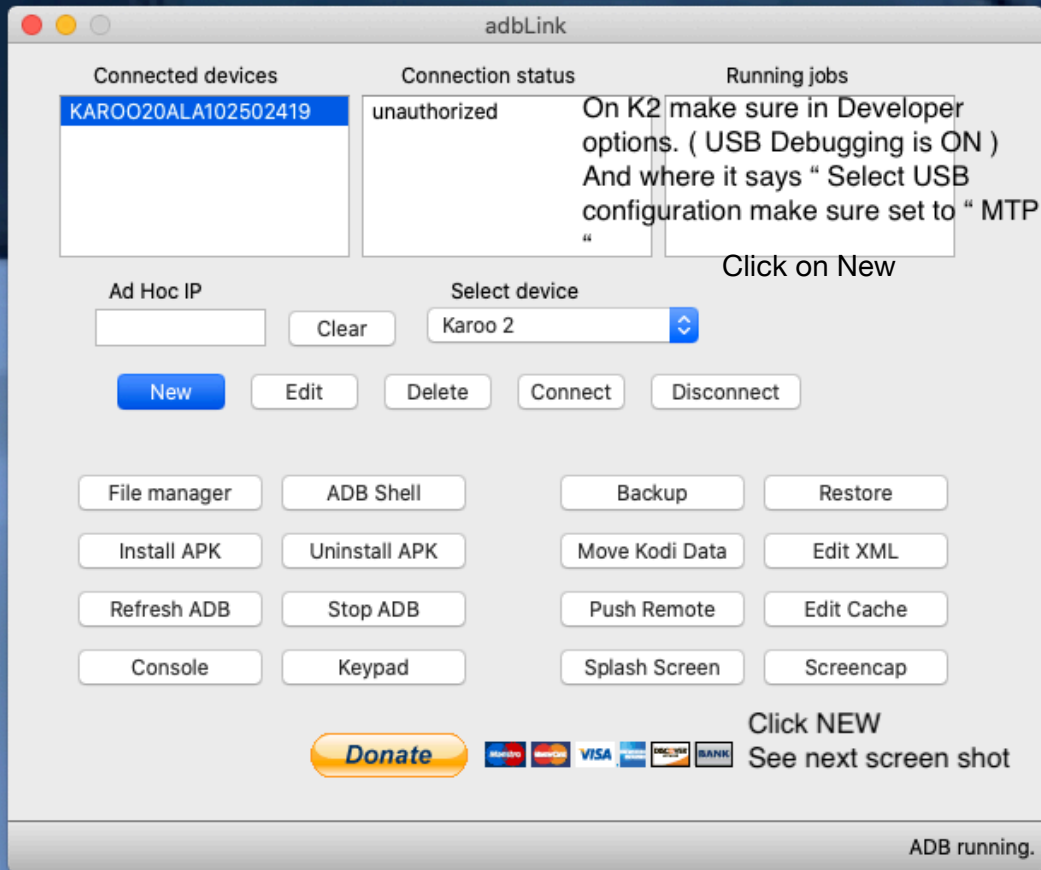 adbLink
Connected devices
Connection status
Running jobs
KAROO20ALA102502419
unauthorized
On K2 make sure in Developer
options. ( USB Debugging is ON )
And where it says “ Select USB
configuration make sure set to “ MTP
“
Click on New
Ad Hoc IP
Select device
Clear
Karoo 2
New
Edit
Delete
Connect
Disconnect
File manager
ADB Shell
Backup
Restore
Install APK
Uninstall APK
Move Kodi Data
Edit XML
Refresh ADB
Stop ADB
Push Remote
Edit Cache
Console
Keypad
Splash Screen
Screencap
Click NEW
See next screen shot
Donate
Maestro
VISA
BANK
ADB running.